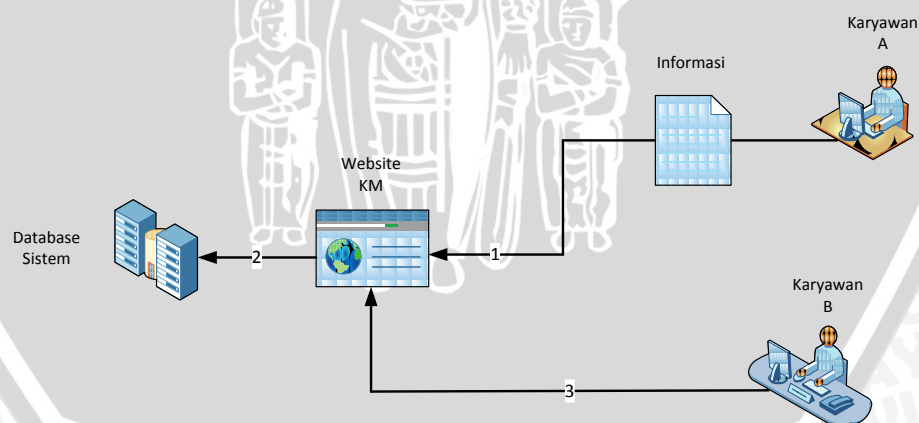 Karyawan
A
Informasi
Website
KM
Database
Sistem
2
1
Karyawan
B
3